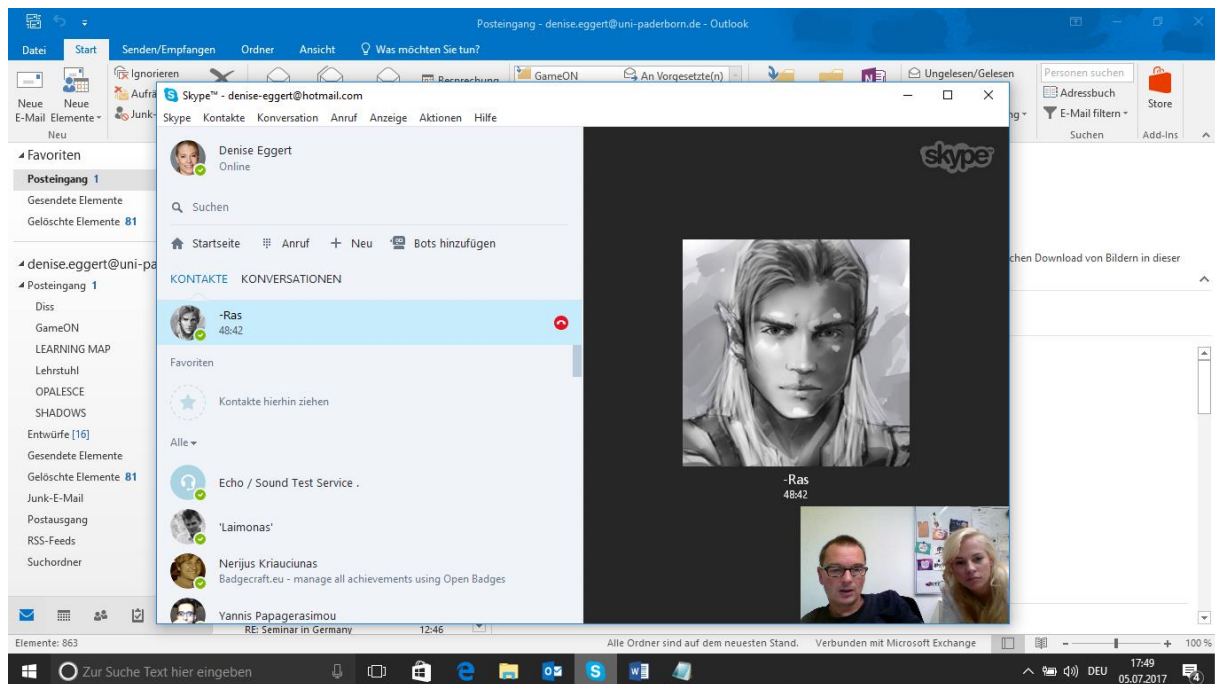 Posteingang - denise.eggert@uni-paderborn.de - Outlook
Datei Start Senden/Empfangen Ordner Ansicht Was möchten Sie tun?
Neue E-Mail
Neue Elemente
Neu
Ignorieren
Junk-
GameON
An Vorgesetzte(n)
Ungelesen/Gelesen
Personen suchen
Adressbuch
E-Mail filtern
Suchen
Store
Add-Ins
Favoriten
Posteingang 1
Gesendete Elemente
Gelöschte Elemente 81
denise.eggert@uni-pa
Posteingang 1
Diss
GameON
LEARNING MAP
Lehrstuhl
OPALESCE
SHADOWS
Entwürfe [16]
Gesendete Elemente
Gelöschte Elemente 81
Junk-E-Mail
Postausgang
RSS-Feeds
Suchordner
Skype™ - denise-eggert@hotmail.com
Skype Kontakte Konversation Anruf Anzeige Aktionen Hilfe
Denise Eggert
Online
Suchen
Startseite Anruf Neu Bots hinzufügen
KONTAKTE KONVERSATIONEN
-Ras
48:42
Favoriten
Kontakte hierhin ziehen
Alle
Echo / Sound Test Service .
'Laimonas'
Nerijus Kriauciunas
Badgecraft.eu - manage all achievements using Open Badges
Yannis Papagerasimou
skype
-Ras
48:42
chen Download von Bildern in dieser
RE: Seminar in Germany 12:46
Elemente: 863
Alle Ordner sind auf dem neuesten Stand. Verbunden mit Microsoft Exchange
100 %
Zur Suche Text hier eingeben
DEU
17:49
05.07.2017
4